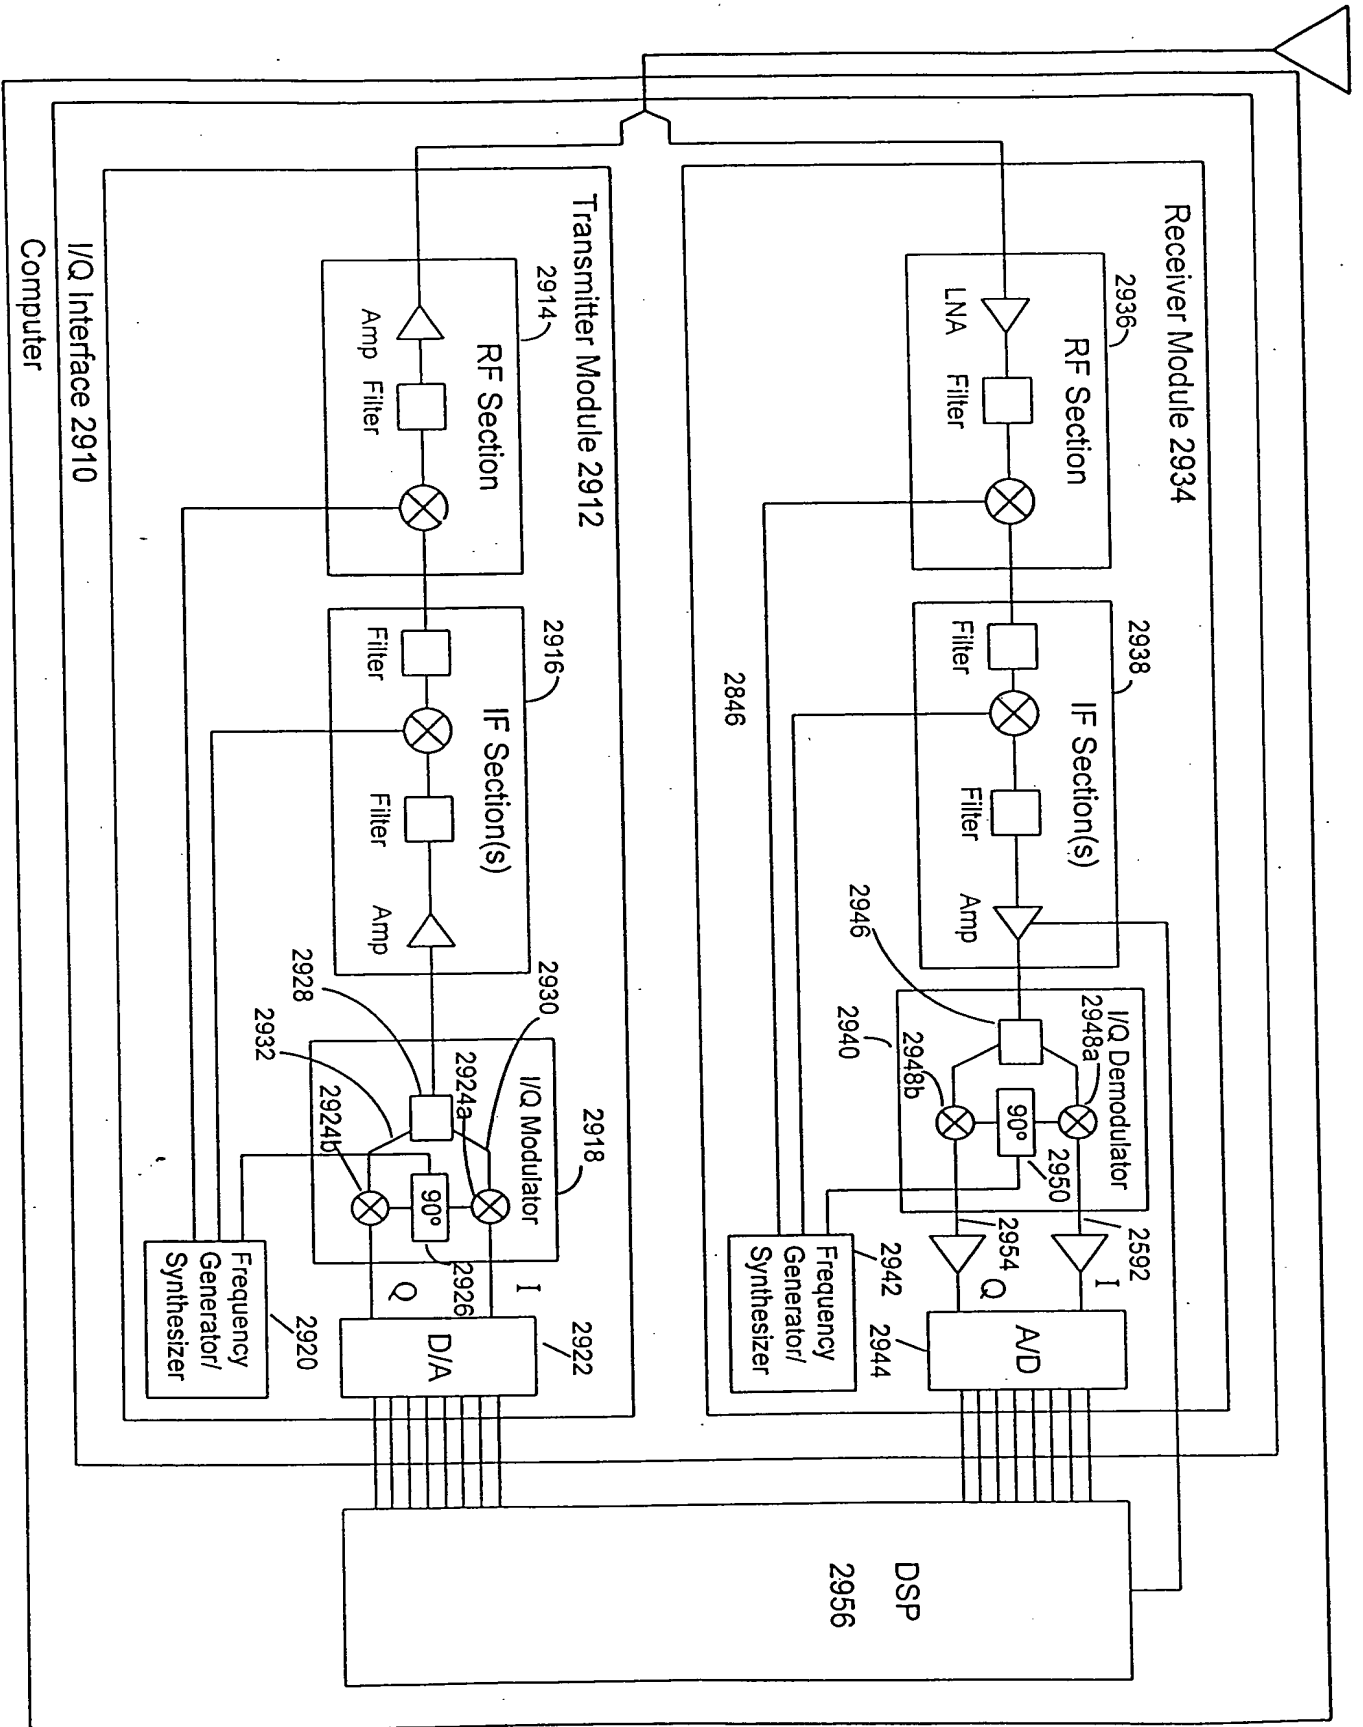 Receiver Module 2934
2936
RF Section
LNA
Filter
2938
IF Section(s)
Filter
Filter
Amp
2846
2946
I/Q Demodulator
2948a
2948b
2940
90°
2950
2592
2954
I
Q
2942
Frequency
Generator/
Synthesizer
A/D
2944
Transmitter Module 2912
2914
RF Section
Amp
Filter
2916
IF Section(s)
Filter
Filter
Amp
2928
2930
2932
I/Q Modulator
2918
2924a
2924b
90°
2926
I
Q
2922
D/A
Frequency
Generator/
Synthesizer
2920
DSP
2956
I/Q Interface 2910
Computer